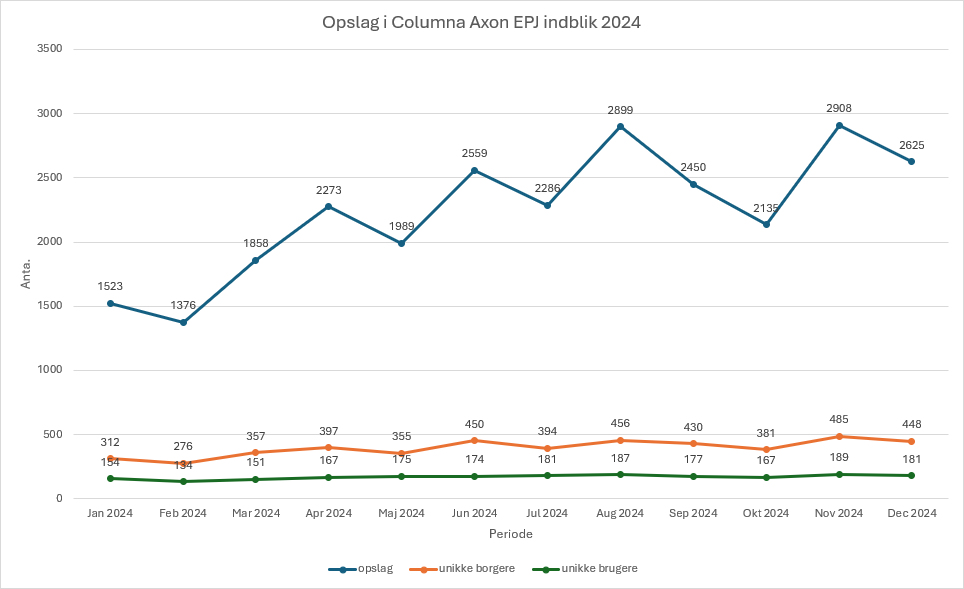 Opslag i Columna Axon EPJ indblik 2024
3500
3000
2500
2000
1500
1000
500
0
Anta.
1523
1376
1858
2273
1989
2559
2286
2899
2450
2135
2908
2625
312
276
357
397
355
450
394
456
430
381
485
448
154
134
151
167
175
174
181
187
177
167
189
181
Jan 2024
Feb 2024
Mar 2024
Apr 2024
Maj 2024
Jun 2024
Jul 2024
Aug 2024
Sep 2024
Okt 2024
Nov 2024
Dec 2024
Periode
opslag
unikke borgere
unikke brugere